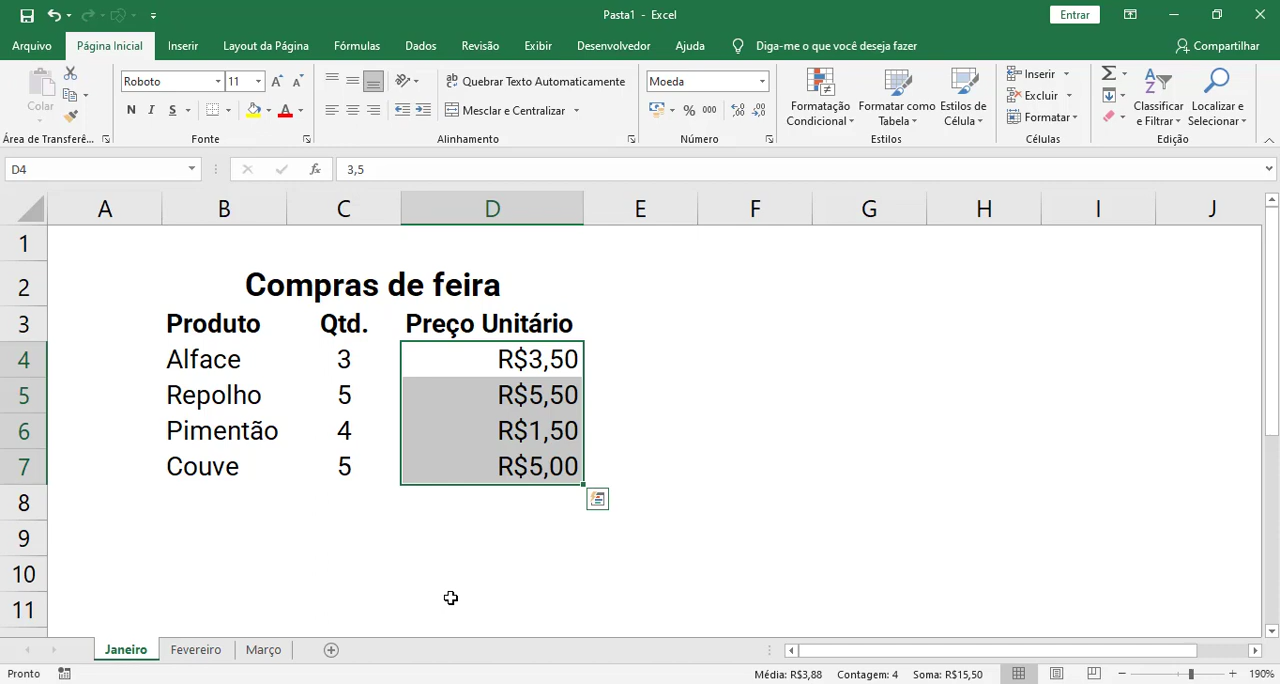 Pasta1 - Excel
Entrar
Arquivo Página Inicial Inserir Layout da Página Fórmulas Dados Revisão Exibir Desenvolvedor Ajuda Diga-me o que você deseja fazer Compartilhar
Colar
Roboto 11
N I S
Quebrar Texto Automaticamente
Mesclar e Centralizar
Moeda
% 000
Formatação Condicional
Formatar como Tabela
Estilos de Célula
Inserir
Excluir
Formatar
Classificar e Filtrar
Localizar e Selecionar
Área de Transferê... Fonte Alinhamento Número Estilos Células Edição
D4 fx 3,5
A B C D E F G H I J
1
2 Compras de feira
3 Produto Qtd. Preço Unitário
4 Alface 3 R$3,50
5 Repolho 5 R$5,50
6 Pimentão 4 R$1,50
7 Couve 5 R$5,00
8
9
10
11
Janeiro Fevereiro Março
Pronto Média: R$3,88 Contagem: 4 Soma: R$15,50 190%